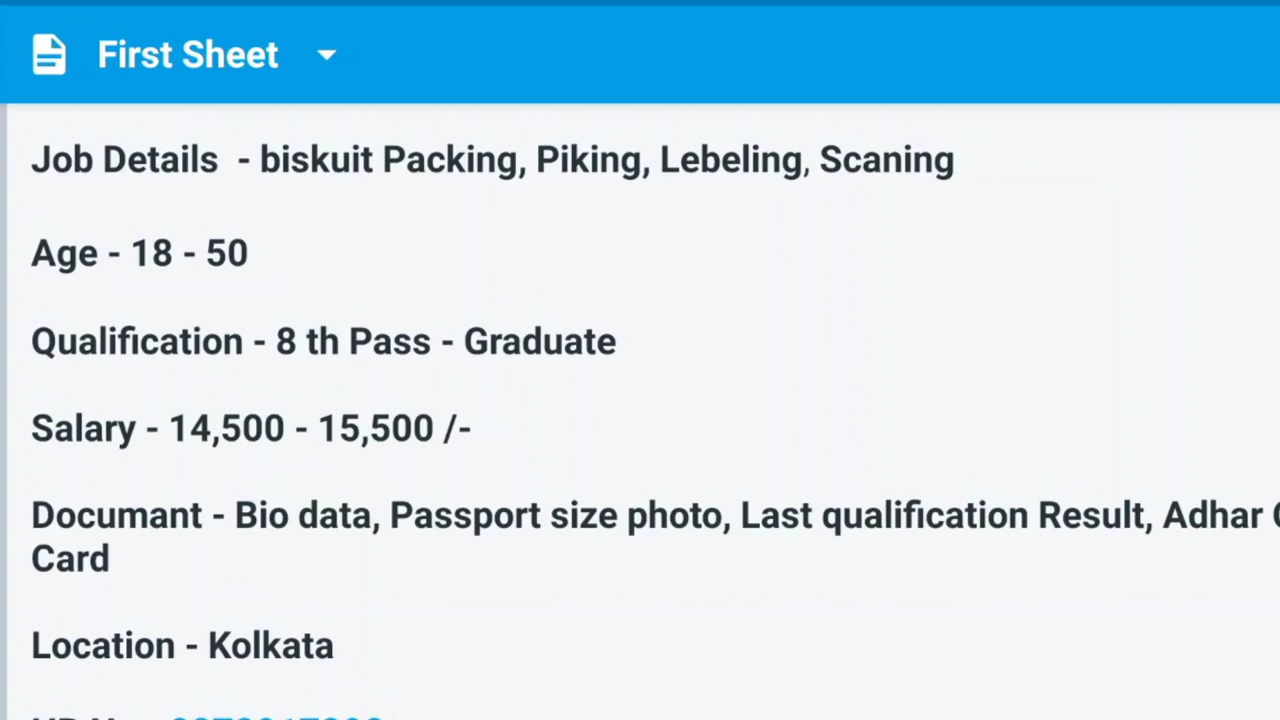 First Sheet
Job Details - biskuit Packing, Piking, Lebeling, Scaning
Age - 18 - 50
Qualification - 8 th Pass - Graduate
Salary - 14,500 - 15,500 /-
Documant - Bio data, Passport size photo, Last qualification Result, Adhar
Card
Location - Kolkata